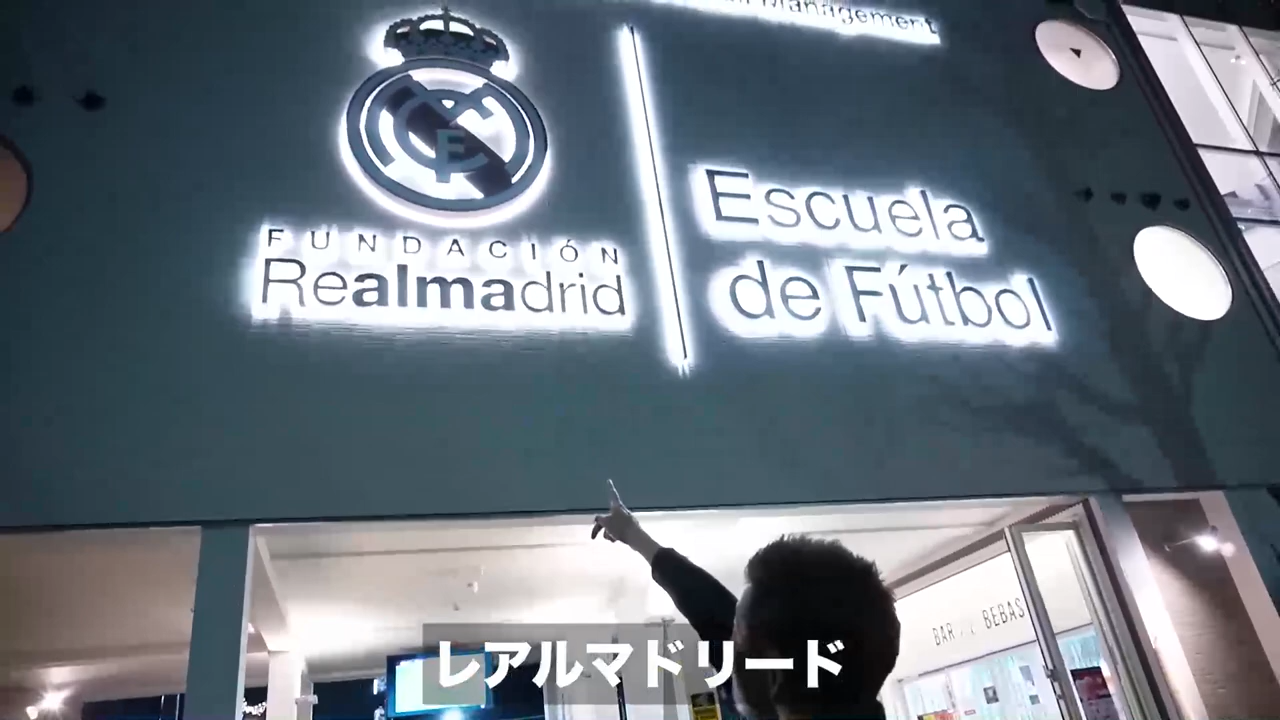 Management
FUNDACIÓN
Realmadrid
Escuela
de Fútbol
BAR
BEBAS
レアルマドリード